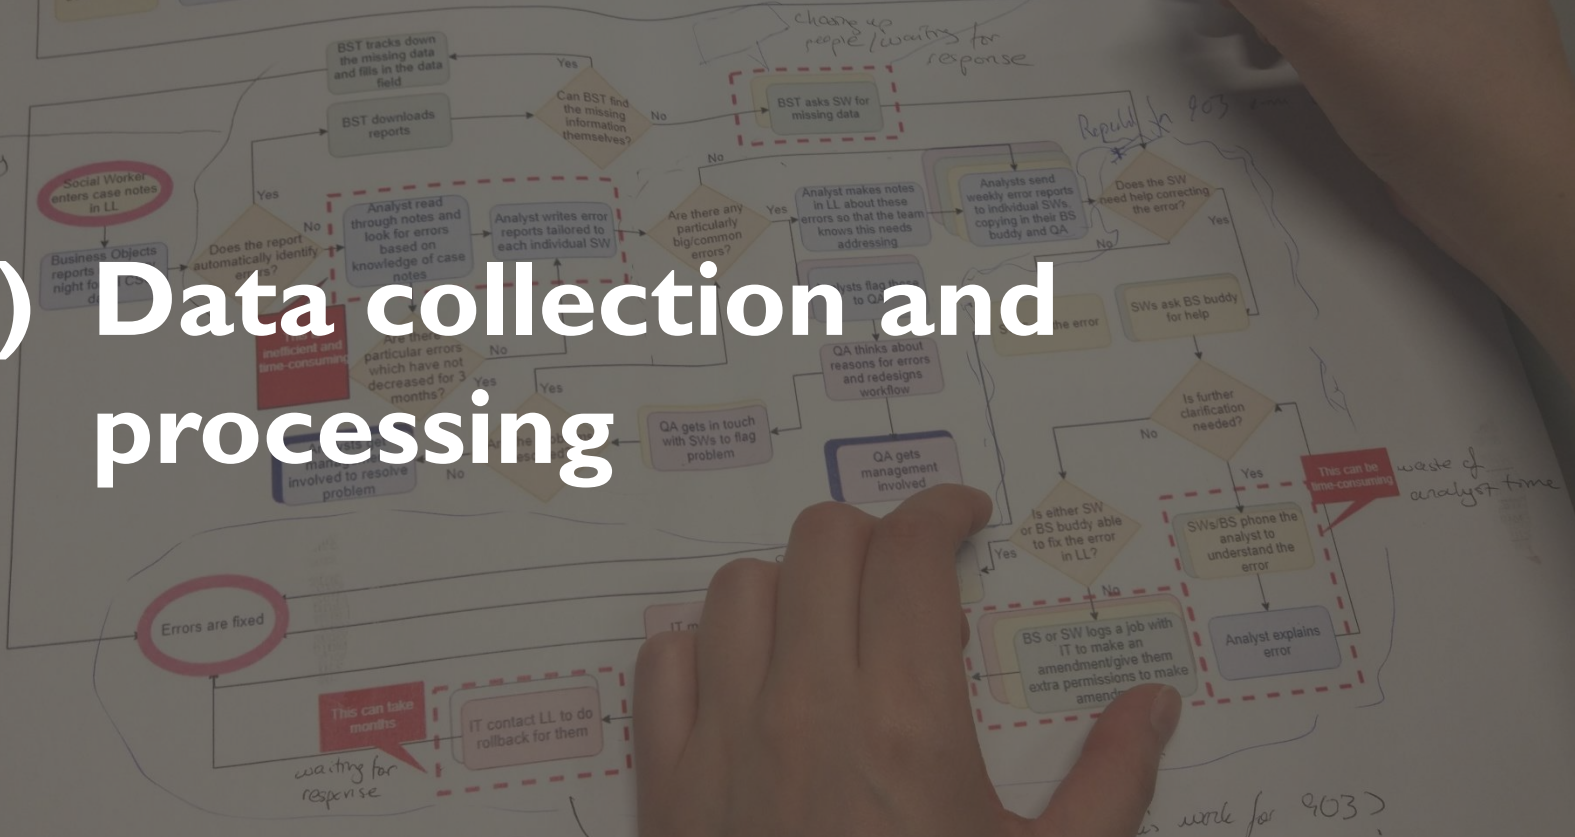 ) Data collection and
processing
BST tracks down
the missing data
and fills in the data
field
Yes
Can BST find
the missing
information
themselves?
No
BST downloads
reports
BST asks SW for
missing data
chasing up
people/waiting for
response
Social Worker
enters case notes
in LL
Yes
No
Does the report
automatically identify
Business Objects
reports
night for
Analyst read
through notes and
look for errors
based on
knowledge of case
notes
Analyst writes error
reports tailored to
each individual SW
No
Are there any
particularly
big/common
errors?
Yes
Analyst makes notes
in LL about these
errors so that the team
knows this needs
addressing
Analysts send
weekly error reports
to individual SWs,
copying in their BS
buddy and QA
903
Does the SW
need help correcting
the error?
Yes
No
to QA
the error
SWs ask BS buddy
for help
inefficient and
time-consuming
Are there
particular errors
which have not
decreased for 3
months?
No
Yes
Yes
QA thinks about
reasons for errors
and redesigns
workflow
QA gets in touch
with SWs to flag
problem
QA gets
management
involved
involved to resolve
problem
No
Is further
clarification
needed?
No
Yes
This can be
time-consuming
waste of
analyst time
Is either SW
or BS buddy able
to fix the error
in LL?
Yes
No
SWs/BS phone the
analyst to
understand the
error
Analyst explains
error
BS or SW logs a job with
IT to make an
amendment/give them
extra permissions to make
Errors are fixed
This can take
months
waiting for
response
IT contact LL to do
rollback for them
work for 903)